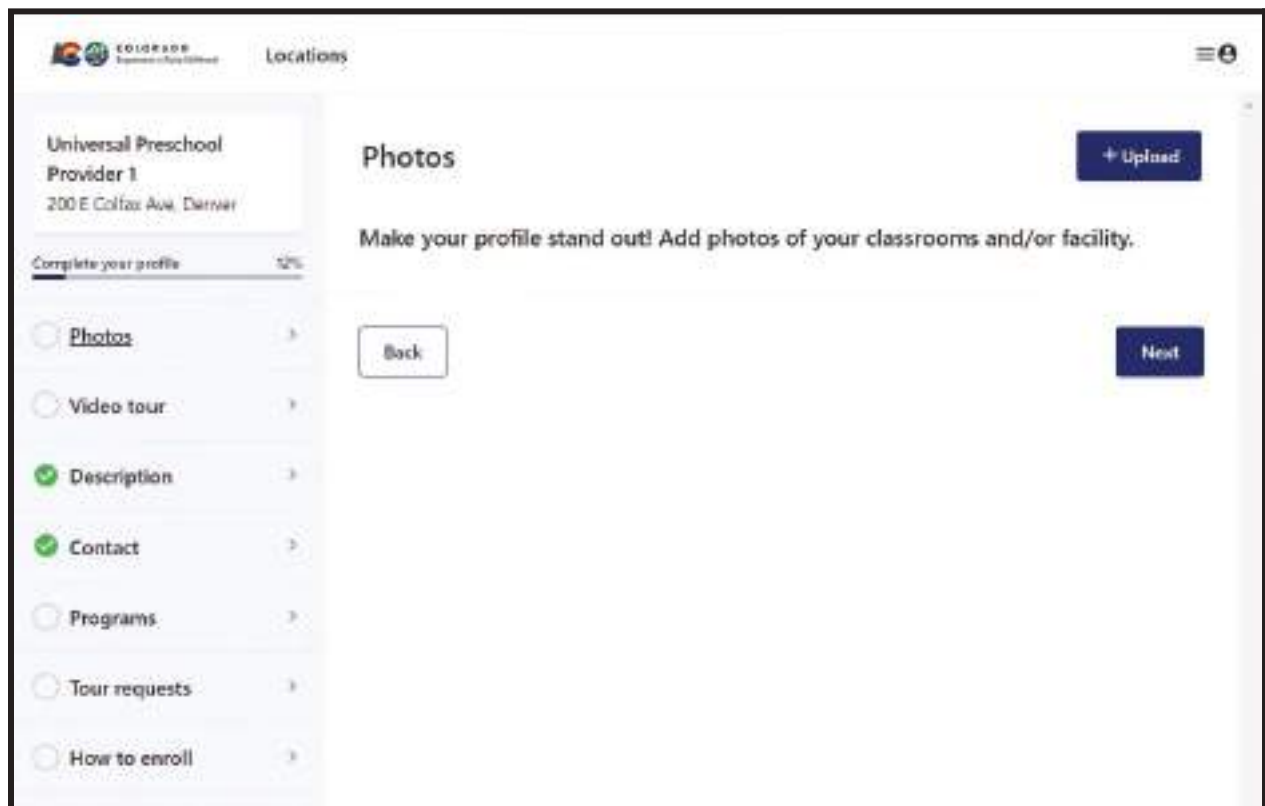 COLORADO
Locations
Universal Preschool
Provider 1
200 E Colfax Ave, Denver
Complete your profile 12%
Photos
Video tour
Description
Contact
Programs
Tour requests
How to enroll
Photos
+ Upload
Make your profile stand out! Add photos of your classrooms and/or facility.
Back
Next